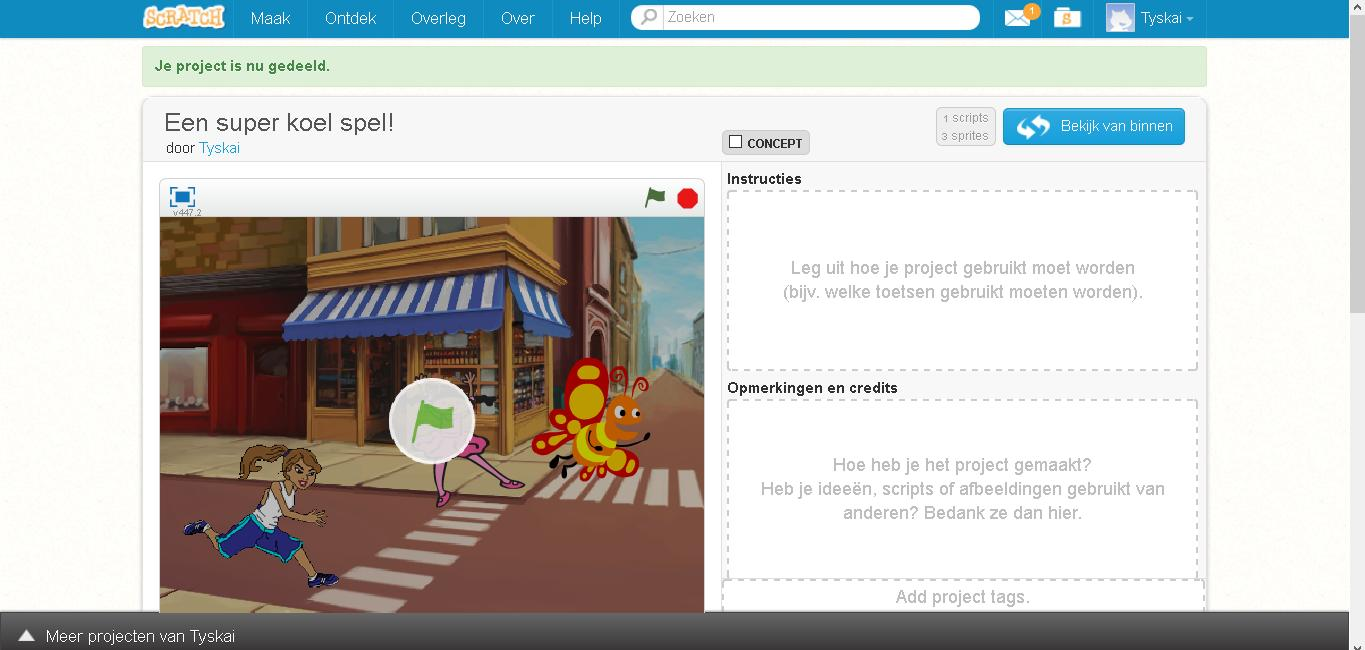 SCRATCH Maak Ontdek Overleg Over Help Zoeken 1 S Tyskai
Je project is nu gedeeld.
Een super koel spel!
door Tyskai
CONCEPT
1 scripts
3 sprites
Bekijk van binnen
v447.2
Instructies
Leg uit hoe je project gebruikt moet worden
(bijv. welke toetsen gebruikt moeten worden).
Opmerkingen en credits
Hoe heb je het project gemaakt?
Heb je ideeën, scripts of afbeeldingen gebruikt van
anderen? Bedank ze dan hier.
Add project tags.
Meer projecten van Tyskai